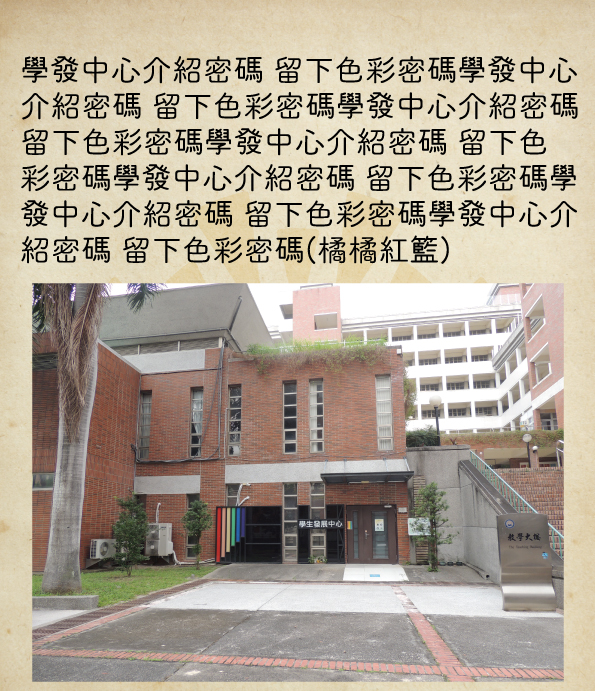 學發中心介紹密碼 留下色彩密碼學發中心
介紹密碼 留下色彩密碼學發中心介紹密碼
留下色彩密碼學發中心介紹密碼 留下色
彩密碼學發中心介紹密碼 留下色彩密碼學
發中心介紹密碼 留下色彩密碼學發中心介
紹密碼 留下色彩密碼(橘橘紅籃)
學生發展中心
教學大樓